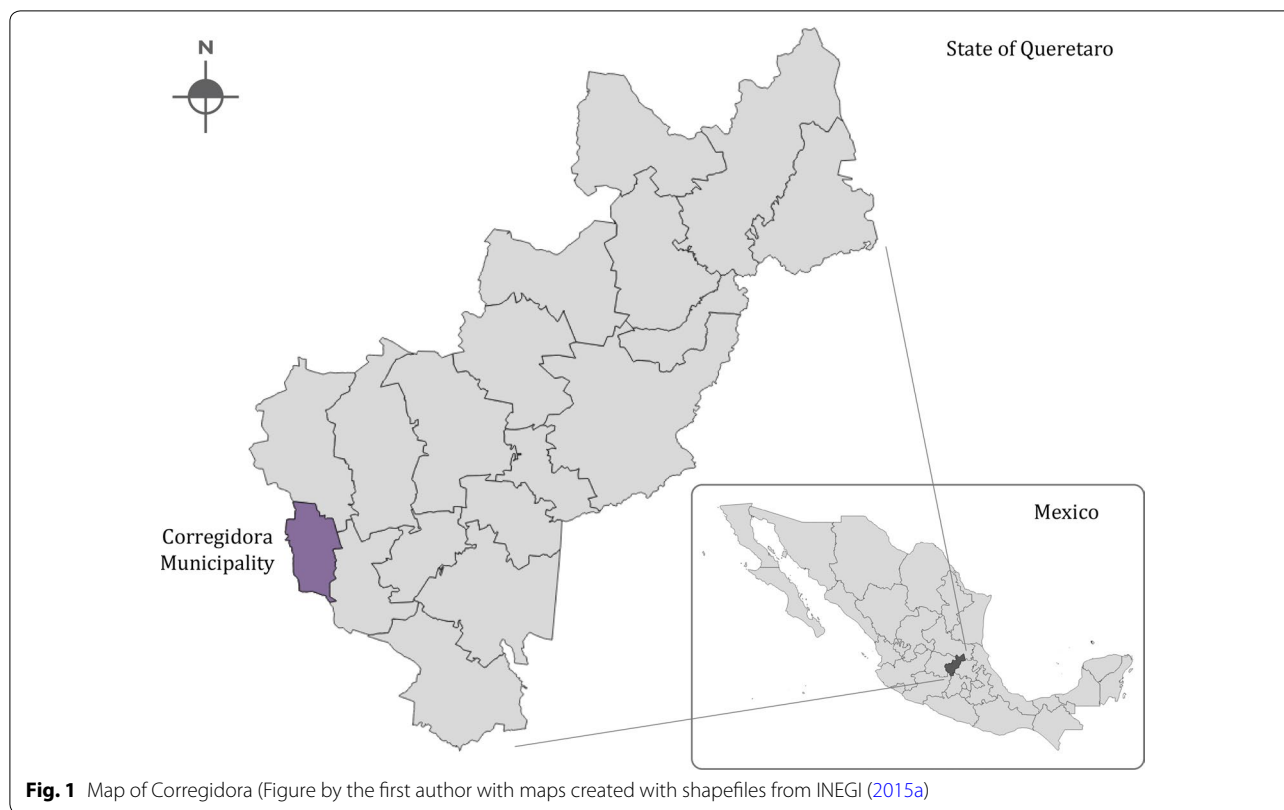 N
State of Queretaro
Corregidora
Municipality
Mexico
Fig. 1 Map of Corregidora (Figure by the first author with maps created with shapefiles from INEGI (2015a)